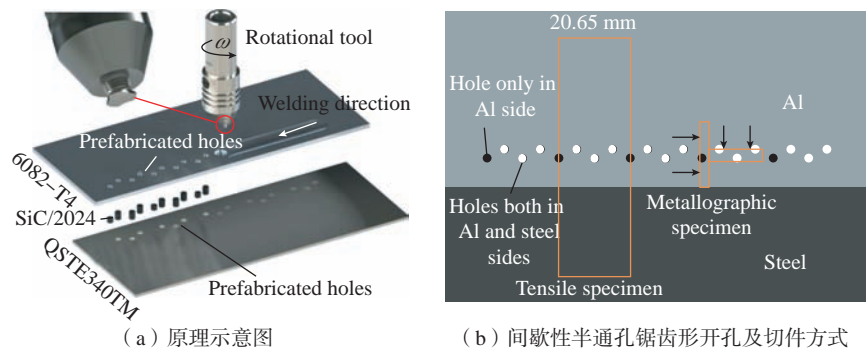 ω
Rotational tool
Welding direction
Prefabricated holes
6082–T4
SiC/2024
QSTE340TM
Prefabricated holes
（a）原理示意图
20.65 mm
Hole only in
Al side
Al
Holes both in
Al and steel
sides
Metallographic
specimen
Steel
Tensile specimen
（b）间歇性半通孔锯齿形开孔及切件方式